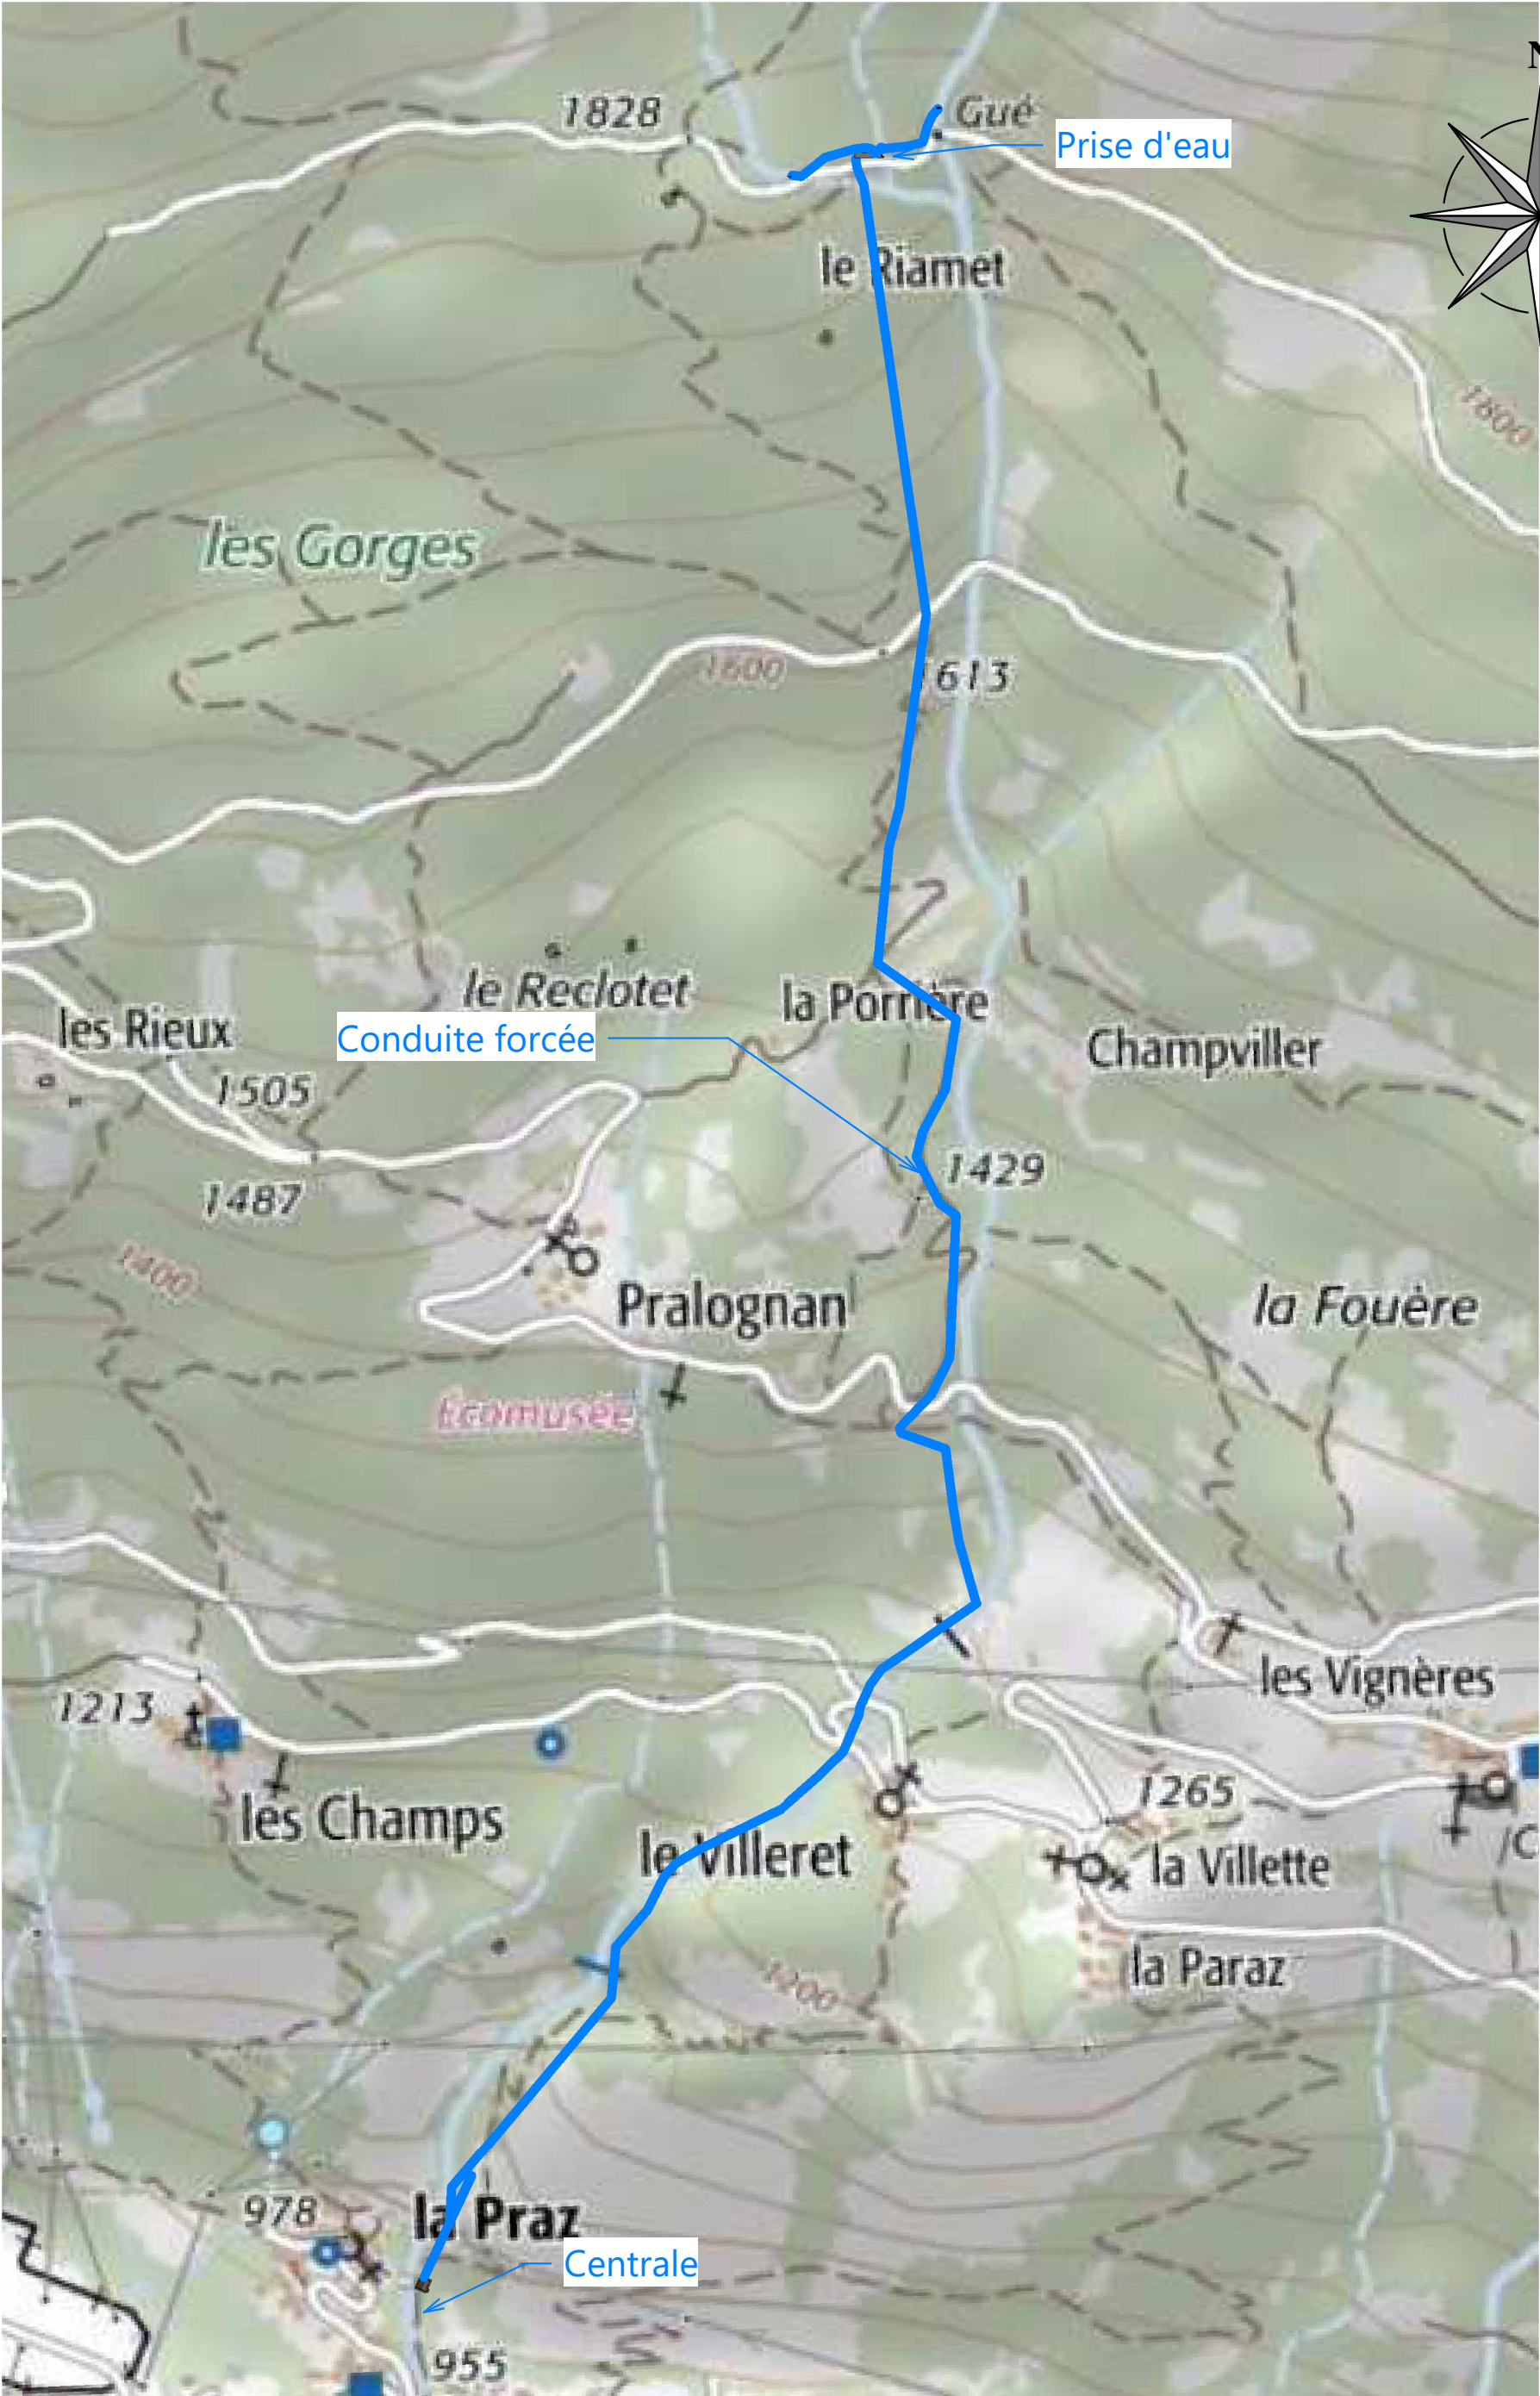 N
1828
Gué
Prise d'eau
le Riamet
1800
les Gorges
1600
1613
le Reclotet
la Porrière
les Rieux
Conduite forcée
Champviller
1505
1429
1487
1400
Pralognan
la Fouère
Écomusée
les Vignères
1213
1265
les Champs
/C
le Villeret
la Villette
la Paraz
1200
978
la Praz
Centrale
955